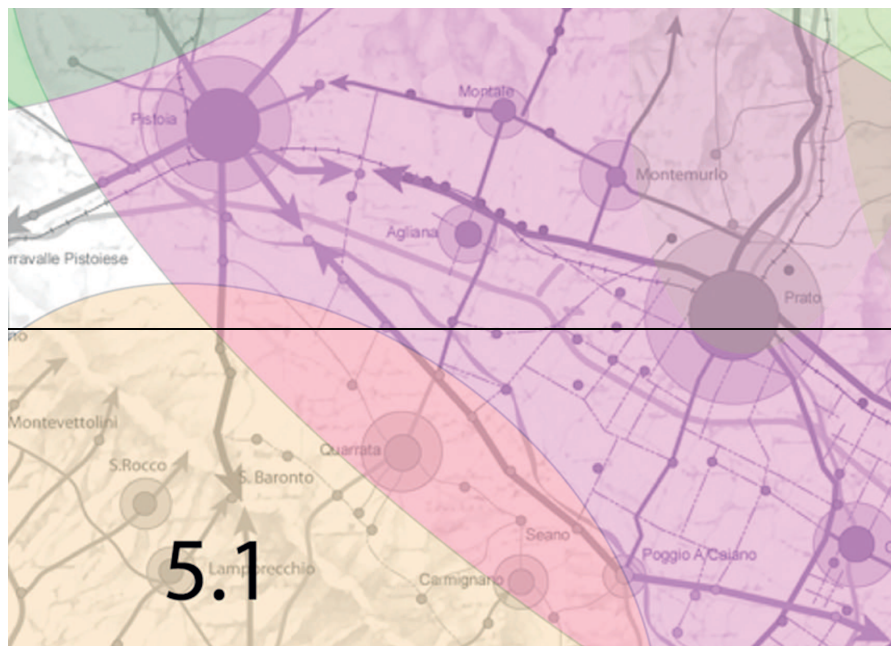 Montale
Pistoia
Montemurlo
Agliana
rravalle Pistoiese
Prato
Montevettolini
Quarrata
S.Rocco
S. Baronto
Seano
Poggio A Caiano
Lamporecchio
5.1
Carmignano